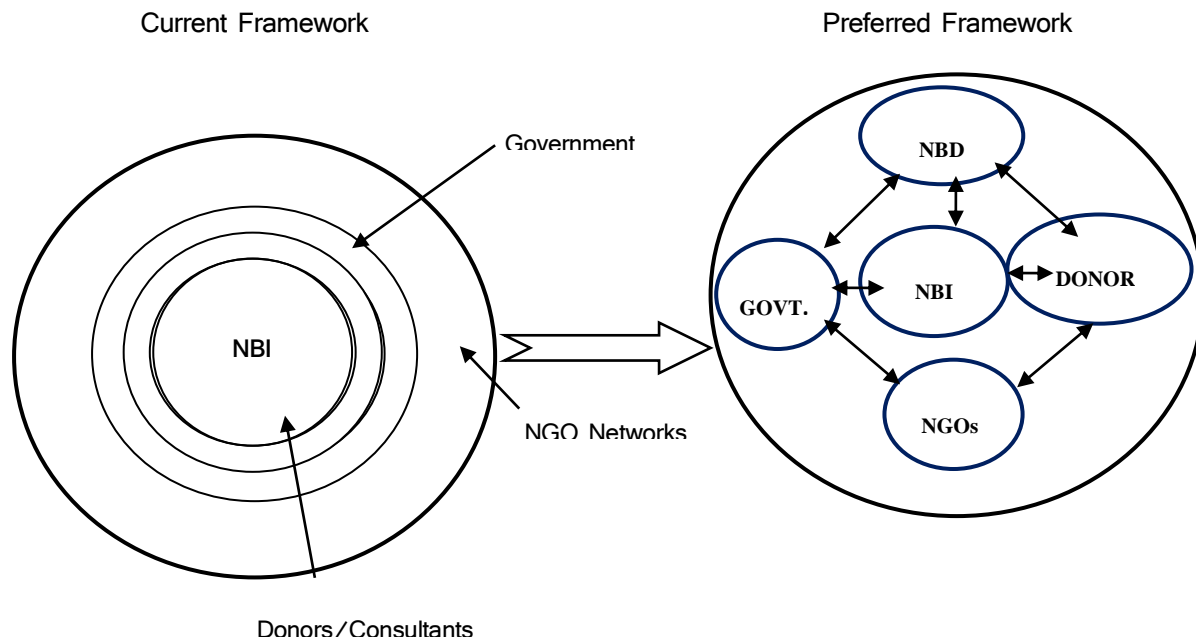 Current Framework
Preferred Framework
Government
NBI
NGO Networks
Donors/Consultants
NBD
GOVT.
NBI
DONOR
NGOs